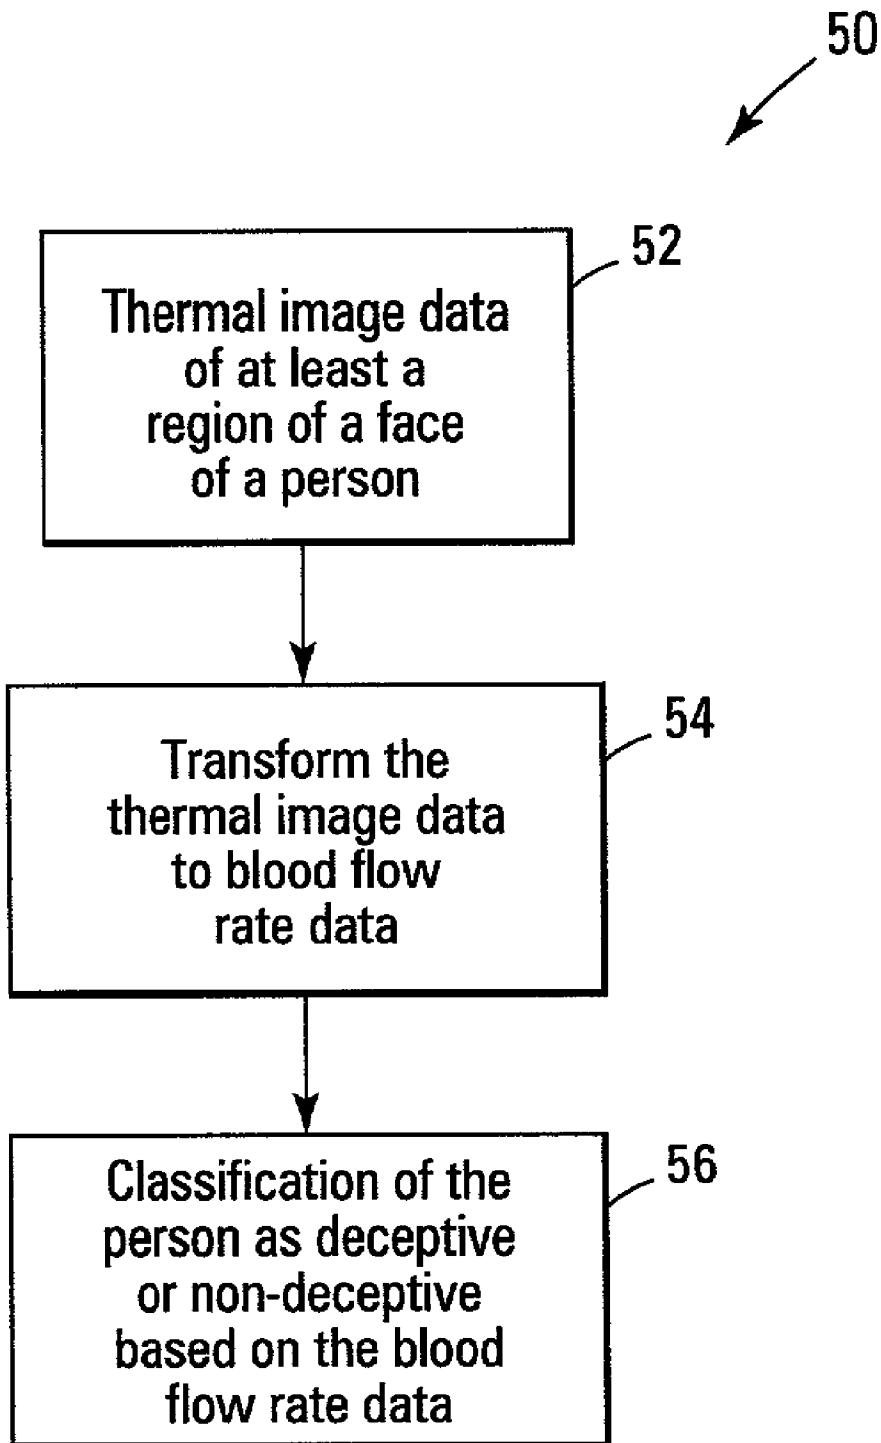 50
52
Thermal image data
of at least a
region of a face
of a person
54
Transform the
thermal image data
to blood flow
rate data
56
Classification of the
person as deceptive
or non-deceptive
based on the blood
flow rate data